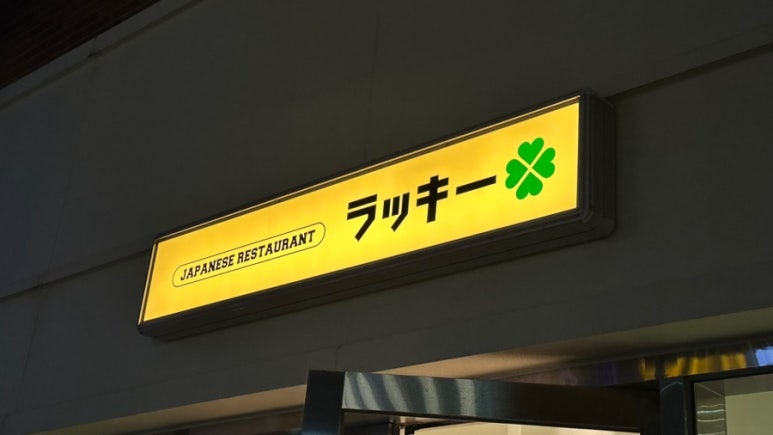 JAPANESE RESTAURANT ラッキー